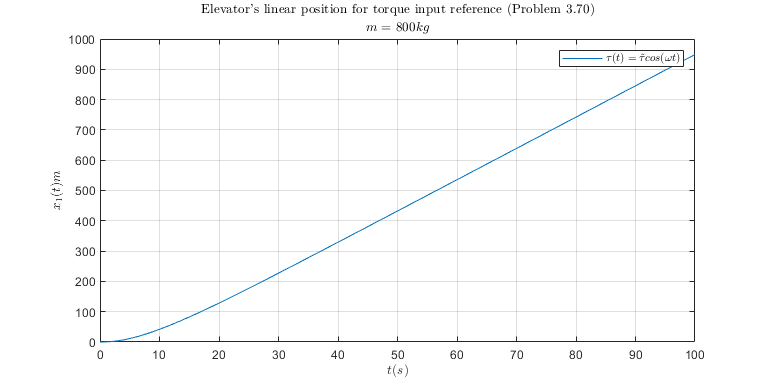 Elevator's linear position for torque input reference (Problem 3.70)
m = 800kg
τ(t) = τ̃cos(ωt)
x₁(t)m
1000
900
800
700
600
500
400
300
200
100
0
0 10 20 30 40 50 60 70 80 90 100
t(s)